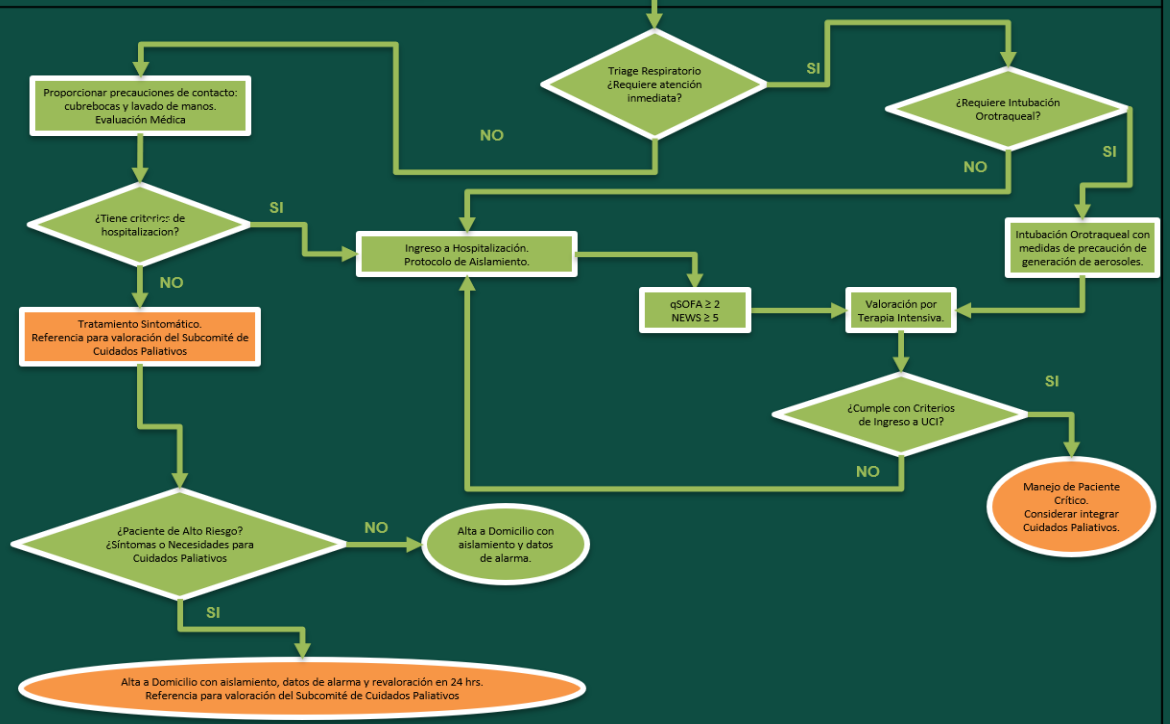 Triage Respiratorio
¿Requiere atención
inmediata?
SI
NO
¿Requiere Intubación
Orotraqueal?
SI
NO
Proporcionar precauciones de contacto:
cubrebocas y lavado de manos.
Evaluación Médica
¿Tiene criterios de
hospitalizacion?
SI
NO
Ingreso a Hospitalización.
Protocolo de Aislamiento.
Intubación Orotraqueal con
medidas de precaución de
generación de aerosoles.
qSOFA ≥ 2
NEWS ≥ 5
Valoración por
Terapia Intensiva.
Tratamiento Sintomático.
Referencia para valoración del Subcomité de
Cuidados Paliativos
¿Cumple con Criterios
de Ingreso a UCI?
SI
NO
Manejo de Paciente
Crítico.
Considerar integrar
Cuidados Paliativos.
¿Paciente de Alto Riesgo?
¿Síntomas o Necesidades para
Cuidados Paliativos
NO
SI
Alta a Domicilio con
aislamiento y datos
de alarma.
Alta a Domicilio con aislamiento, datos de alarma y revaloración en 24 hrs.
Referencia para valoración del Subcomité de Cuidados Paliativos